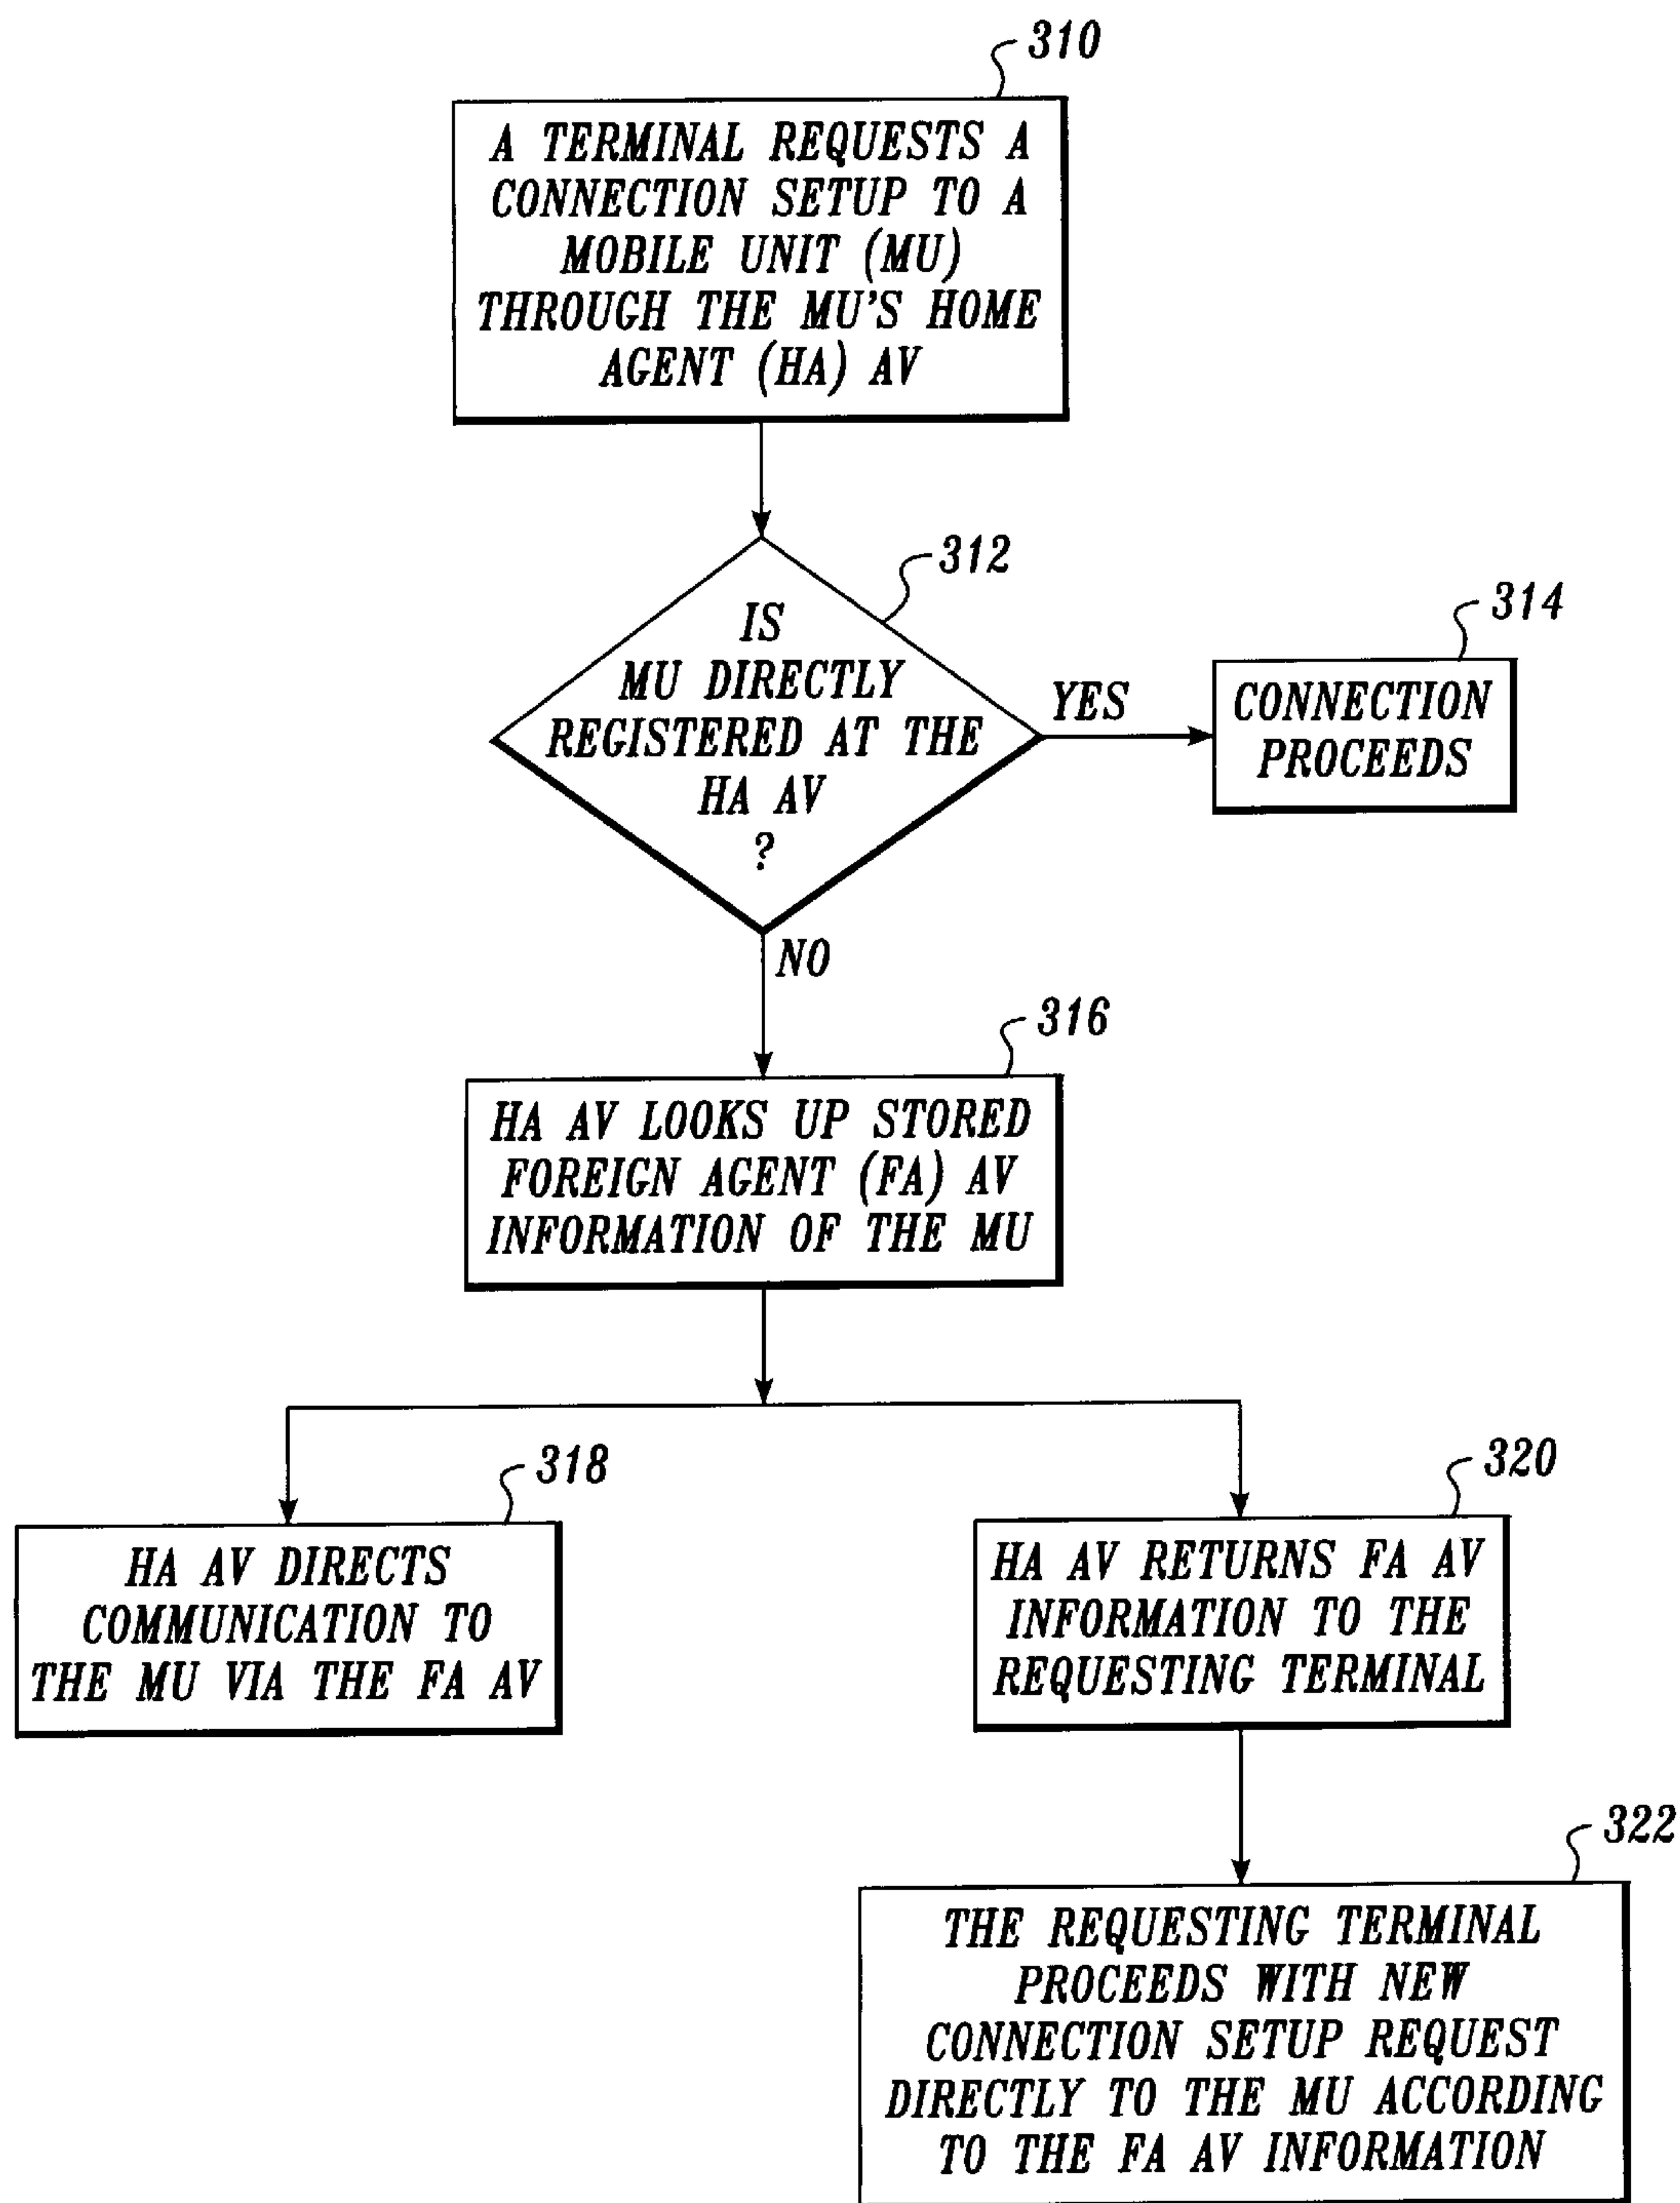 310
A TERMINAL REQUESTS A
CONNECTION SETUP TO A
MOBILE UNIT (MU)
THROUGH THE MU'S HOME
AGENT (HA) AV
312
IS
MU DIRECTLY
REGISTERED AT THE
HA AV
?
YES
314
CONNECTION
PROCEEDS
NO
316
HA AV LOOKS UP STORED
FOREIGN AGENT (FA) AV
INFORMATION OF THE MU
318
HA AV DIRECTS
COMMUNICATION TO
THE MU VIA THE FA AV
320
HA AV RETURNS FA AV
INFORMATION TO THE
REQUESTING TERMINAL
322
THE REQUESTING TERMINAL
PROCEEDS WITH NEW
CONNECTION SETUP REQUEST
DIRECTLY TO THE MU ACCORDING
TO THE FA AV INFORMATION